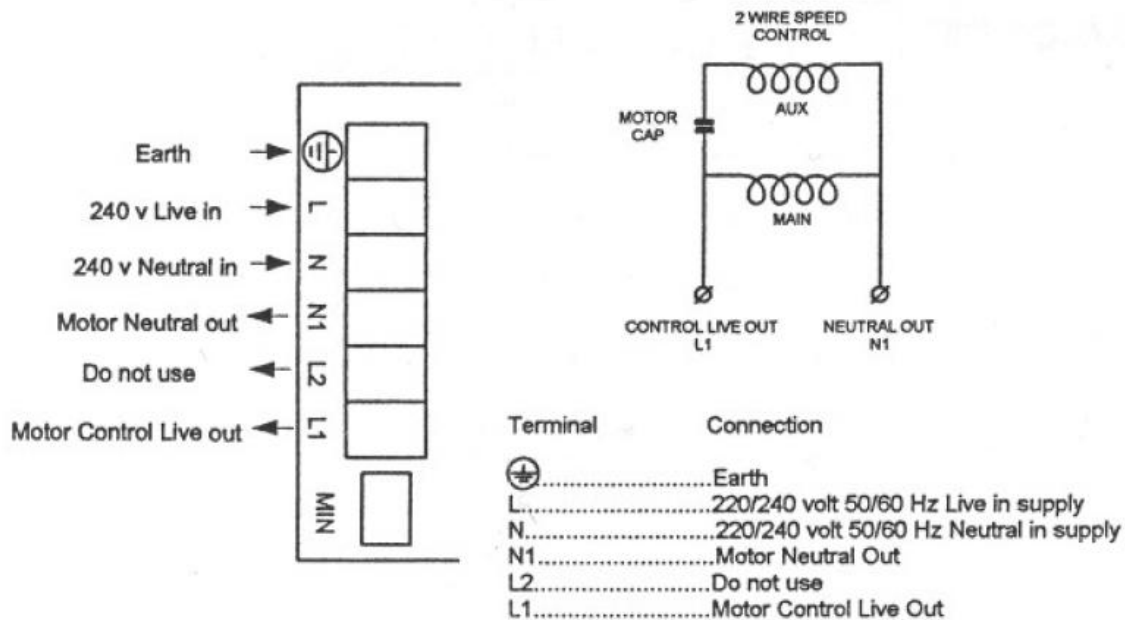 2 WIRE SPEED
CONTROL
AUX
MOTOR
CAP
MAIN
CONTROL LIVE OUT
L1
NEUTRAL OUT
N1
Earth
240 v Live in
L
240 v Neutral in
N
Motor Neutral out
N1
Do not use
L2
Motor Control Live out
L1
MIN
Terminal Connection
..........................Earth
L..............................220/240 volt 50/60 Hz Live in supply
N..............................220/240 volt 50/60 Hz Neutral in supply
N1............................Motor Neutral Out
L2............................Do not use
L1............................Motor Control Live Out